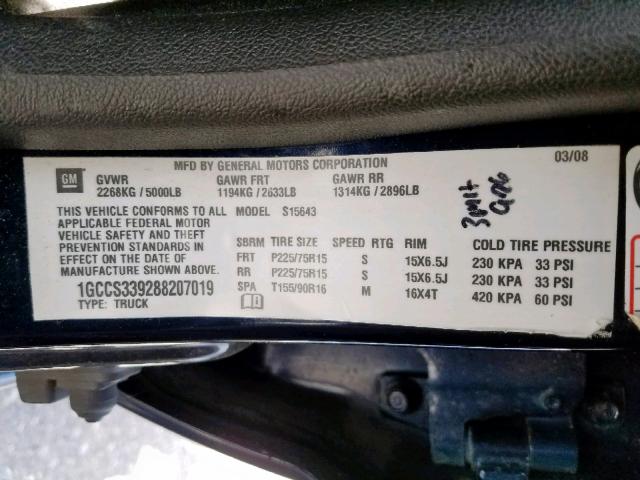 MFD BY GENERAL MOTORS CORPORATION 03/08
GM
GVWR GAWR FRT GAWR RR
2268KG / 5000LB 1194KG / 2633LB 1314KG / 2896LB
THIS VEHICLE CONFORMS TO ALL MODEL S15643
APPLICABLE FEDERAL MOTOR
VEHICLE SAFETY AND THEFT
PREVENTION STANDARDS IN
EFFECT ON THE DATE OF
MANUFACTURE SHOWN ABOVE.
1GCCS339288207019
TYPE: TRUCK
SBRM TIRE SIZE SPEED RTG RIM COLD TIRE PRESSURE
FRT P225/75R15 S 15X6.5J 230 KPA 33 PSI
RR P225/75R15 S 15X6.5J 230 KPA 33 PSI
SPA T155/90R16 M 16X4T 420 KPA 60 PSI